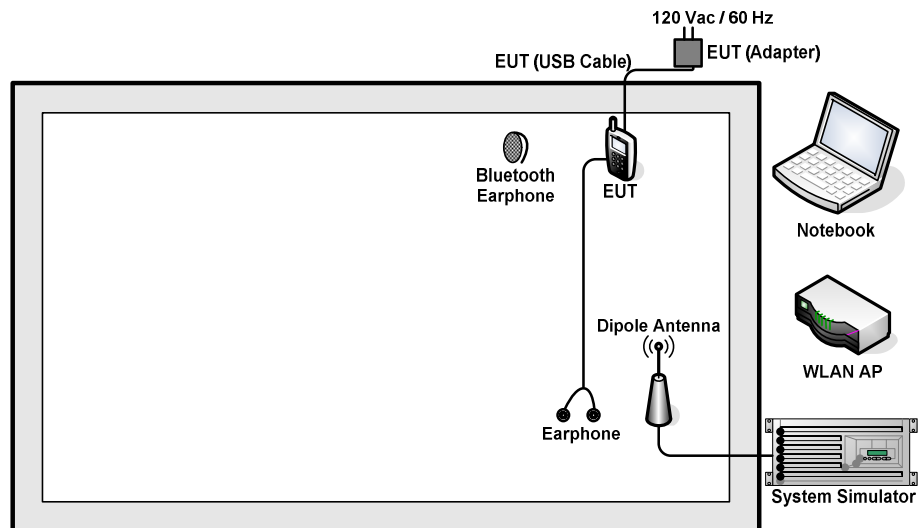 120 Vac / 60 Hz
EUT (Adapter)
EUT (USB Cable)
Bluetooth
Earphone
EUT
Notebook
Dipole Antenna
WLAN AP
Earphone
System Simulator